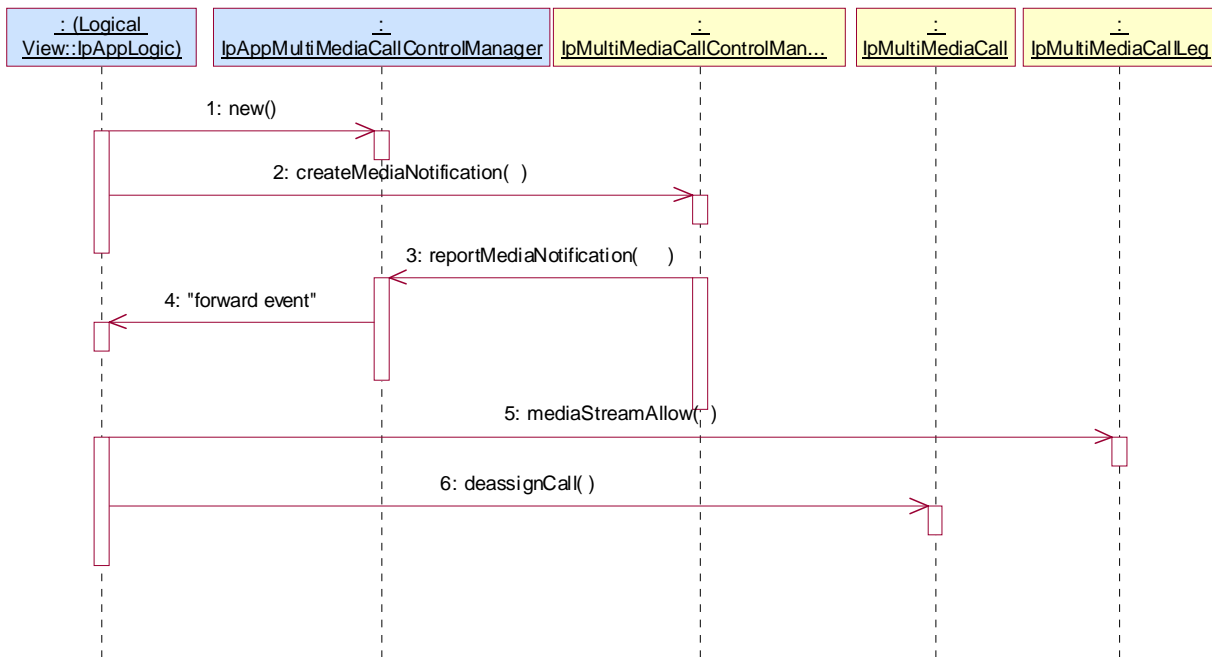 : (Logical
View::IpAppLogic)
:
IpAppMultiMediaCallControlManager
:
IpMultiMediaCallControlMan...
:
IpMultiMediaCall
:
IpMultiMediaCallLeg
1: new()
2: createMediaNotification( )
3: reportMediaNotification( )
4: "forward event"
5: mediaStreamAllow( )
6: deassignCall( )